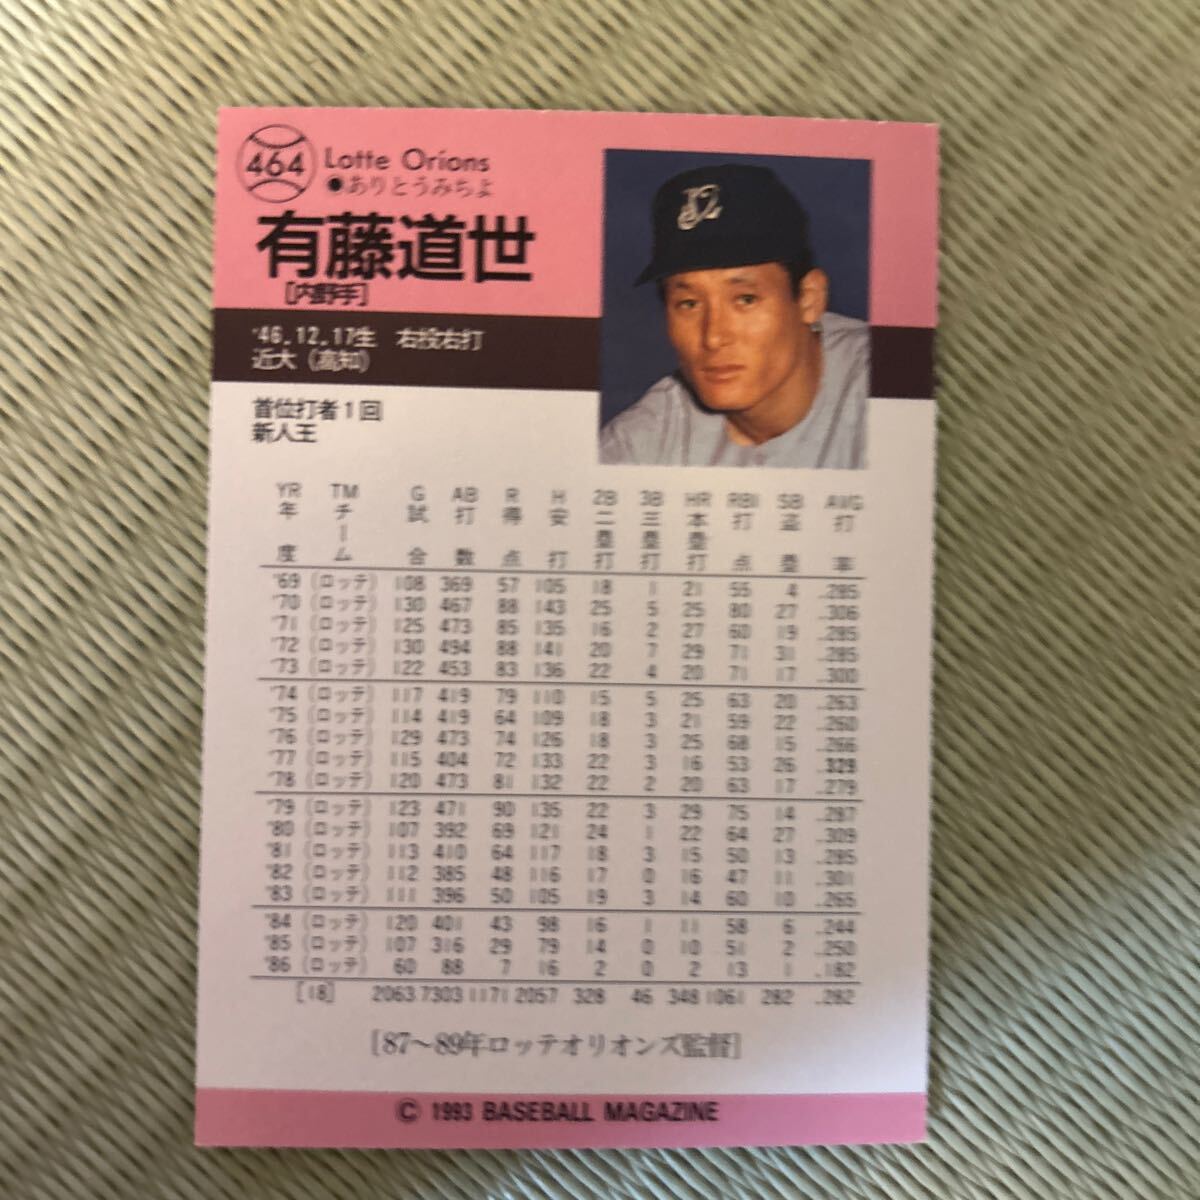 464 Lotte Orions
●ありとうみちよ
有藤道世
[内野手]
'46.12.17生 右投右打
近大 (高知)
首位打者1回
新人王
YR TM G AB R H 2B 3B HR RBI SB AVG
年度 チーム 試合 打数 得点 安打 二塁打 三塁打 本塁打 打点 盗塁 打率
'69 (ロッテ) 108 369 57 105 18 1 21 55 4 .285
'70 (ロッテ) 130 467 88 143 25 5 25 80 27 .306
'71 (ロッテ) 125 473 85 135 16 2 27 60 19 .285
'72 (ロッテ) 130 494 88 141 20 7 29 71 31 .285
'73 (ロッテ) 122 453 83 136 22 4 20 71 17 .300
'74 (ロッテ) 117 419 79 110 15 5 25 63 20 .263
'75 (ロッテ) 114 419 64 109 18 3 21 59 22 .260
'76 (ロッテ) 129 473 74 126 18 3 25 68 15 .266
'77 (ロッテ) 115 404 72 133 22 3 16 53 26 .329
'78 (ロッテ) 120 473 81 132 22 2 20 63 17 .279
'79 (ロッテ) 123 471 90 135 22 3 29 75 14 .287
'80 (ロッテ) 107 392 69 121 24 1 22 64 27 .309
'81 (ロッテ) 113 410 64 117 18 3 15 50 13 .285
'82 (ロッテ) 112 385 48 116 17 0 16 47 11 .301
'83 (ロッテ) 111 396 50 105 19 3 14 60 10 .265
'84 (ロッテ) 120 401 43 98 16 1 11 58 6 .244
'85 (ロッテ) 107 316 29 79 14 0 10 51 2 .250
'86 (ロッテ) 60 88 7 16 2 0 2 13 1 .182
[18] 2063 7303 1171 2057 328 46 348 1061 282 .282
[87〜89年ロッテオリオンズ監督]
© 1993 BASEBALL MAGAZINE